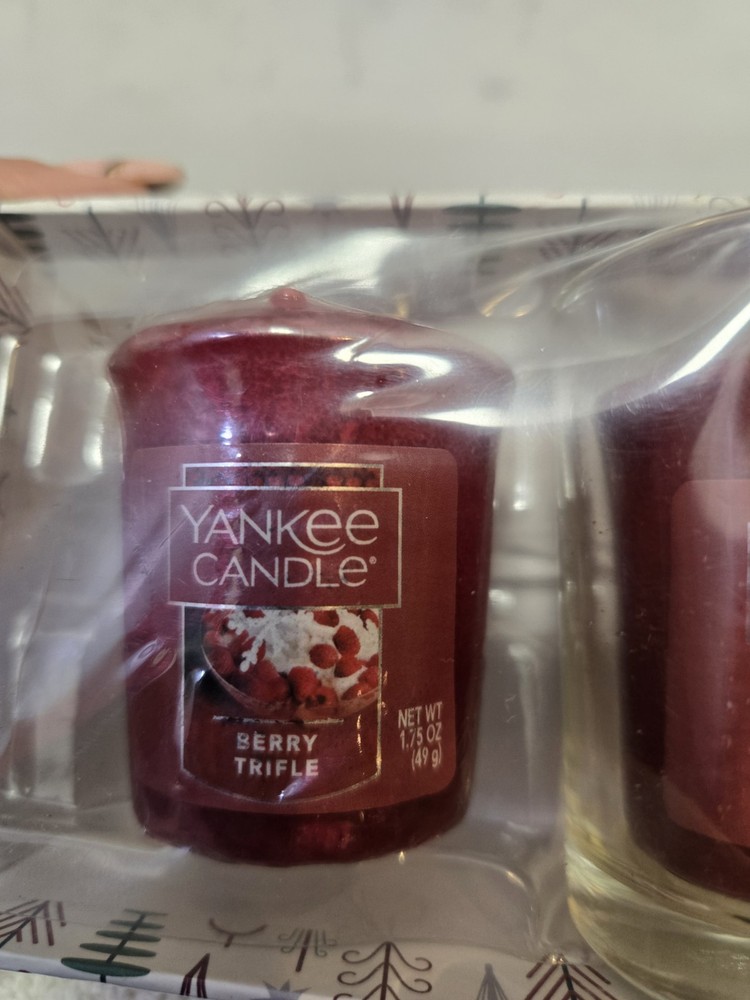 YANKEE
CANDLE®
BERRY
TRIFLE
NET WT
1.75 OZ
(49 g)